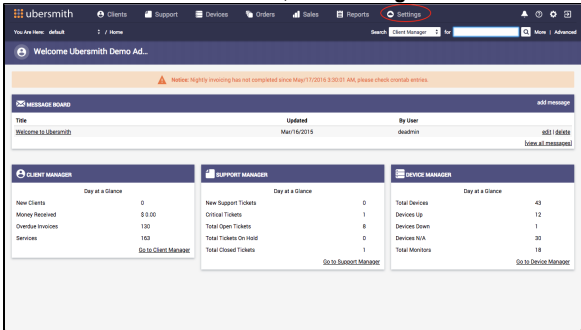 ubersmith Clients Support Devices Orders Sales Reports Settings
You Are Here: default / Home Search Client Manager for More | Advanced
Welcome Ubersmith Demo Ad...
Notice: Nightly invoicing has not completed since May/17/2016 3:30:01 AM, please check crontab entries.
MESSAGE BOARD add message
Title Updated By User
Welcome to Ubersmith Mar/16/2015 deadmin edit | delete
[view all messages]
CLIENT MANAGER
Day at a Glance
New Clients 0
Money Received $ 0.00
Overdue Invoices 130
Services 163
Go to Client Manager
SUPPORT MANAGER
Day at a Glance
New Support Tickets 0
Critical Tickets 1
Total Open Tickets 8
Total Tickets On Hold 0
Total Closed Tickets 1
Go to Support Manager
DEVICE MANAGER
Day at a Glance
Total Devices 43
Devices Up 12
Devices Down 1
Devices N/A 30
Total Monitors 18
Go to Device Manager